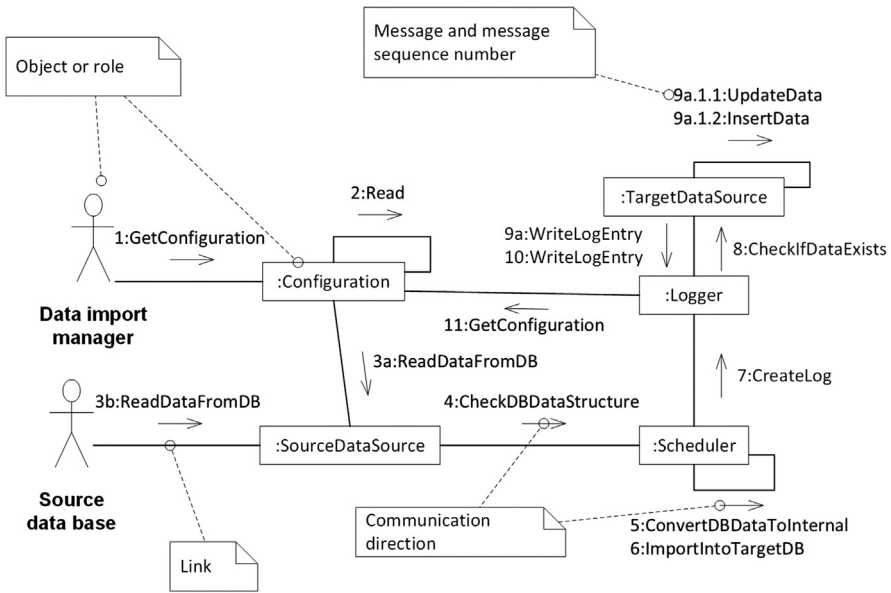 Message and message
sequence number
Object or role
9a.1.1:UpdateData
9a.1.2:InsertData
2:Read
:TargetDataSource
1:GetConfiguration
9a:WriteLogEntry
10:WriteLogEntry
8:CheckIfDataExists
:Configuration
:Logger
Data import
manager
11:GetConfiguration
3a:ReadDataFromDB
7:CreateLog
3b:ReadDataFromDB
4:CheckDBDataStructure
:SourceDataSource
:Scheduler
Source
data base
Communication
direction
5:ConvertDBDataToInternal
6:ImportIntoTargetDB
Link